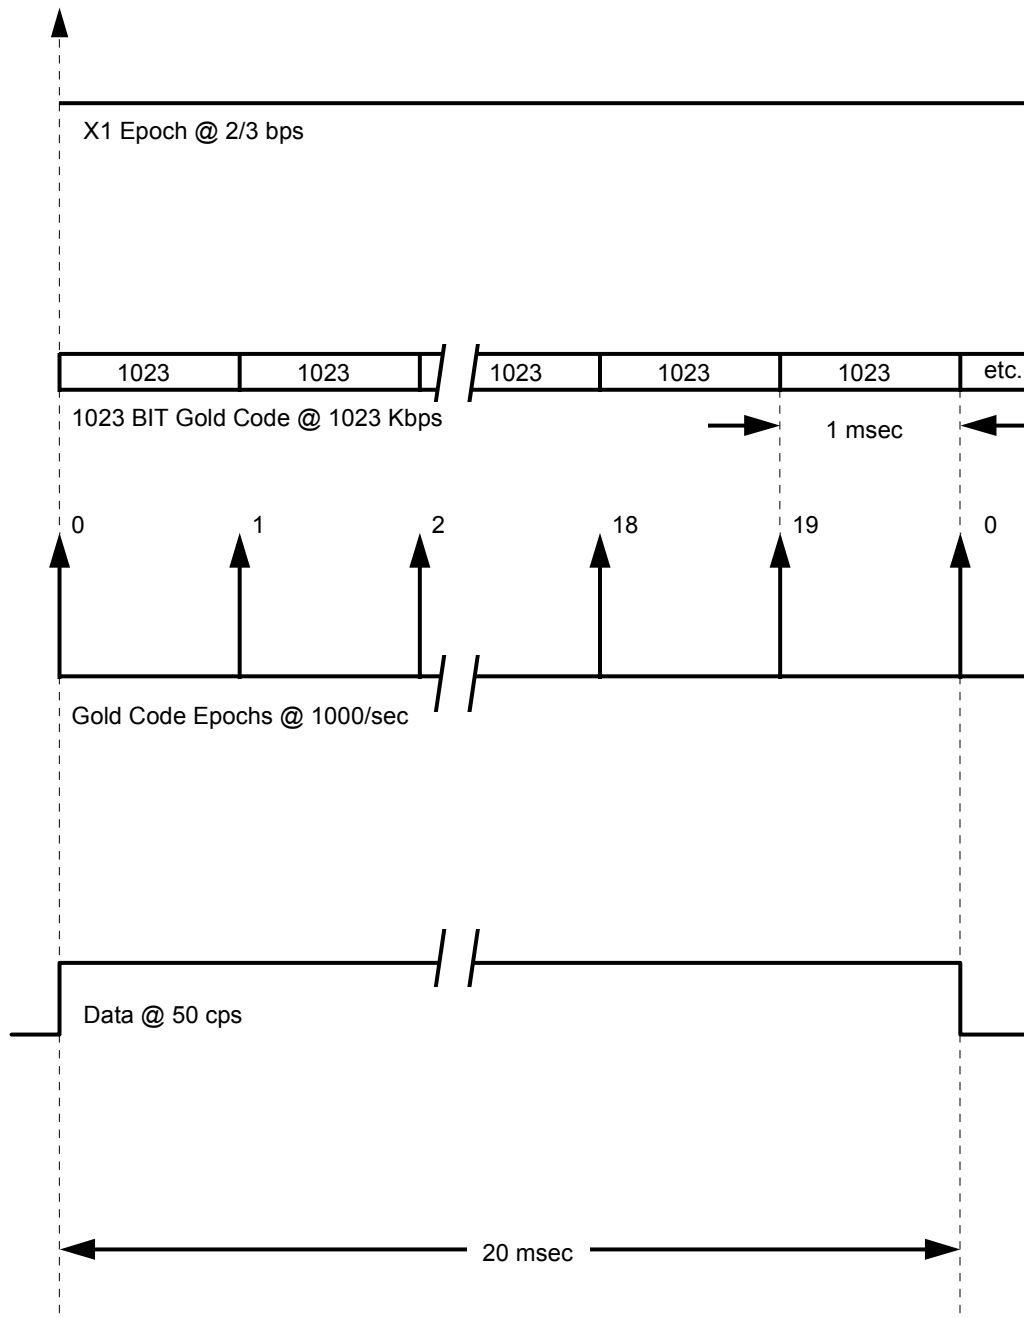 X1 Epoch @ 2/3 bps
1023 1023 1023 1023 1023 etc.
1023 BIT Gold Code @ 1023 Kbps
1 msec
0 1 2 18 19 0
Gold Code Epochs @ 1000/sec
Data @ 50 cps
20 msec